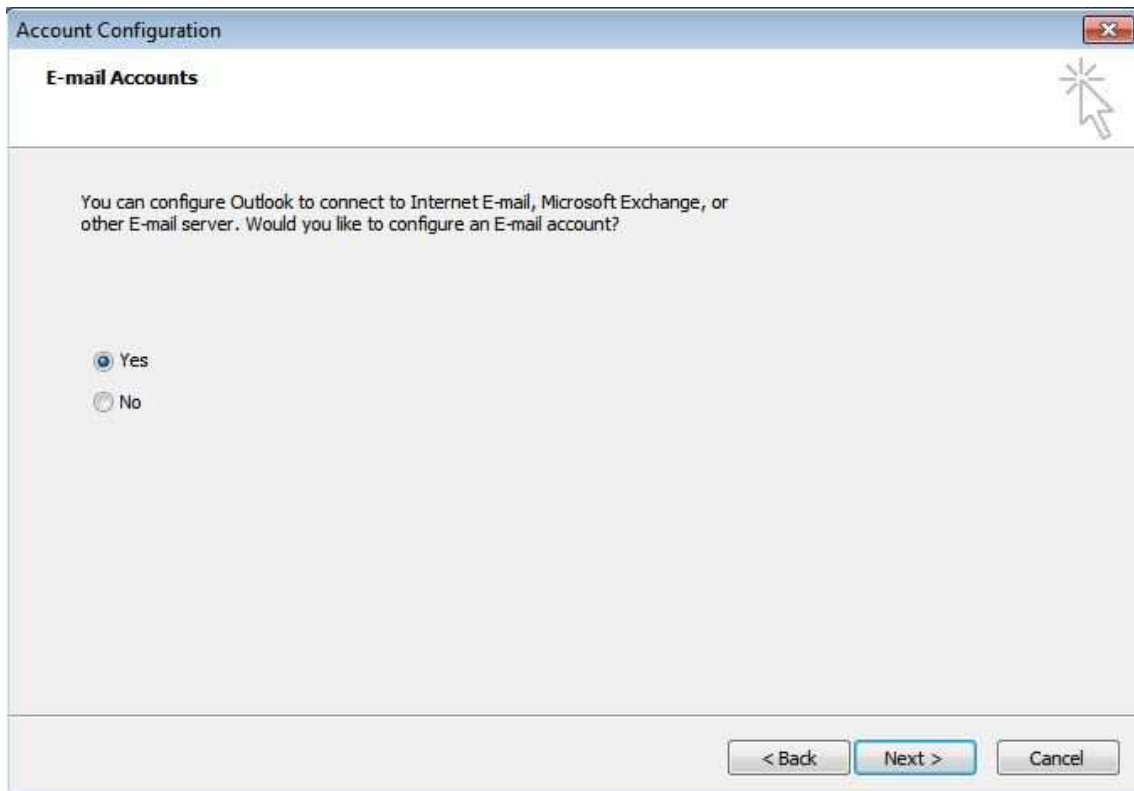 Account Configuration
E-mail Accounts
You can configure Outlook to connect to Internet E-mail, Microsoft Exchange, or
other E-mail server. Would you like to configure an E-mail account?
Yes
No
< Back Next > Cancel